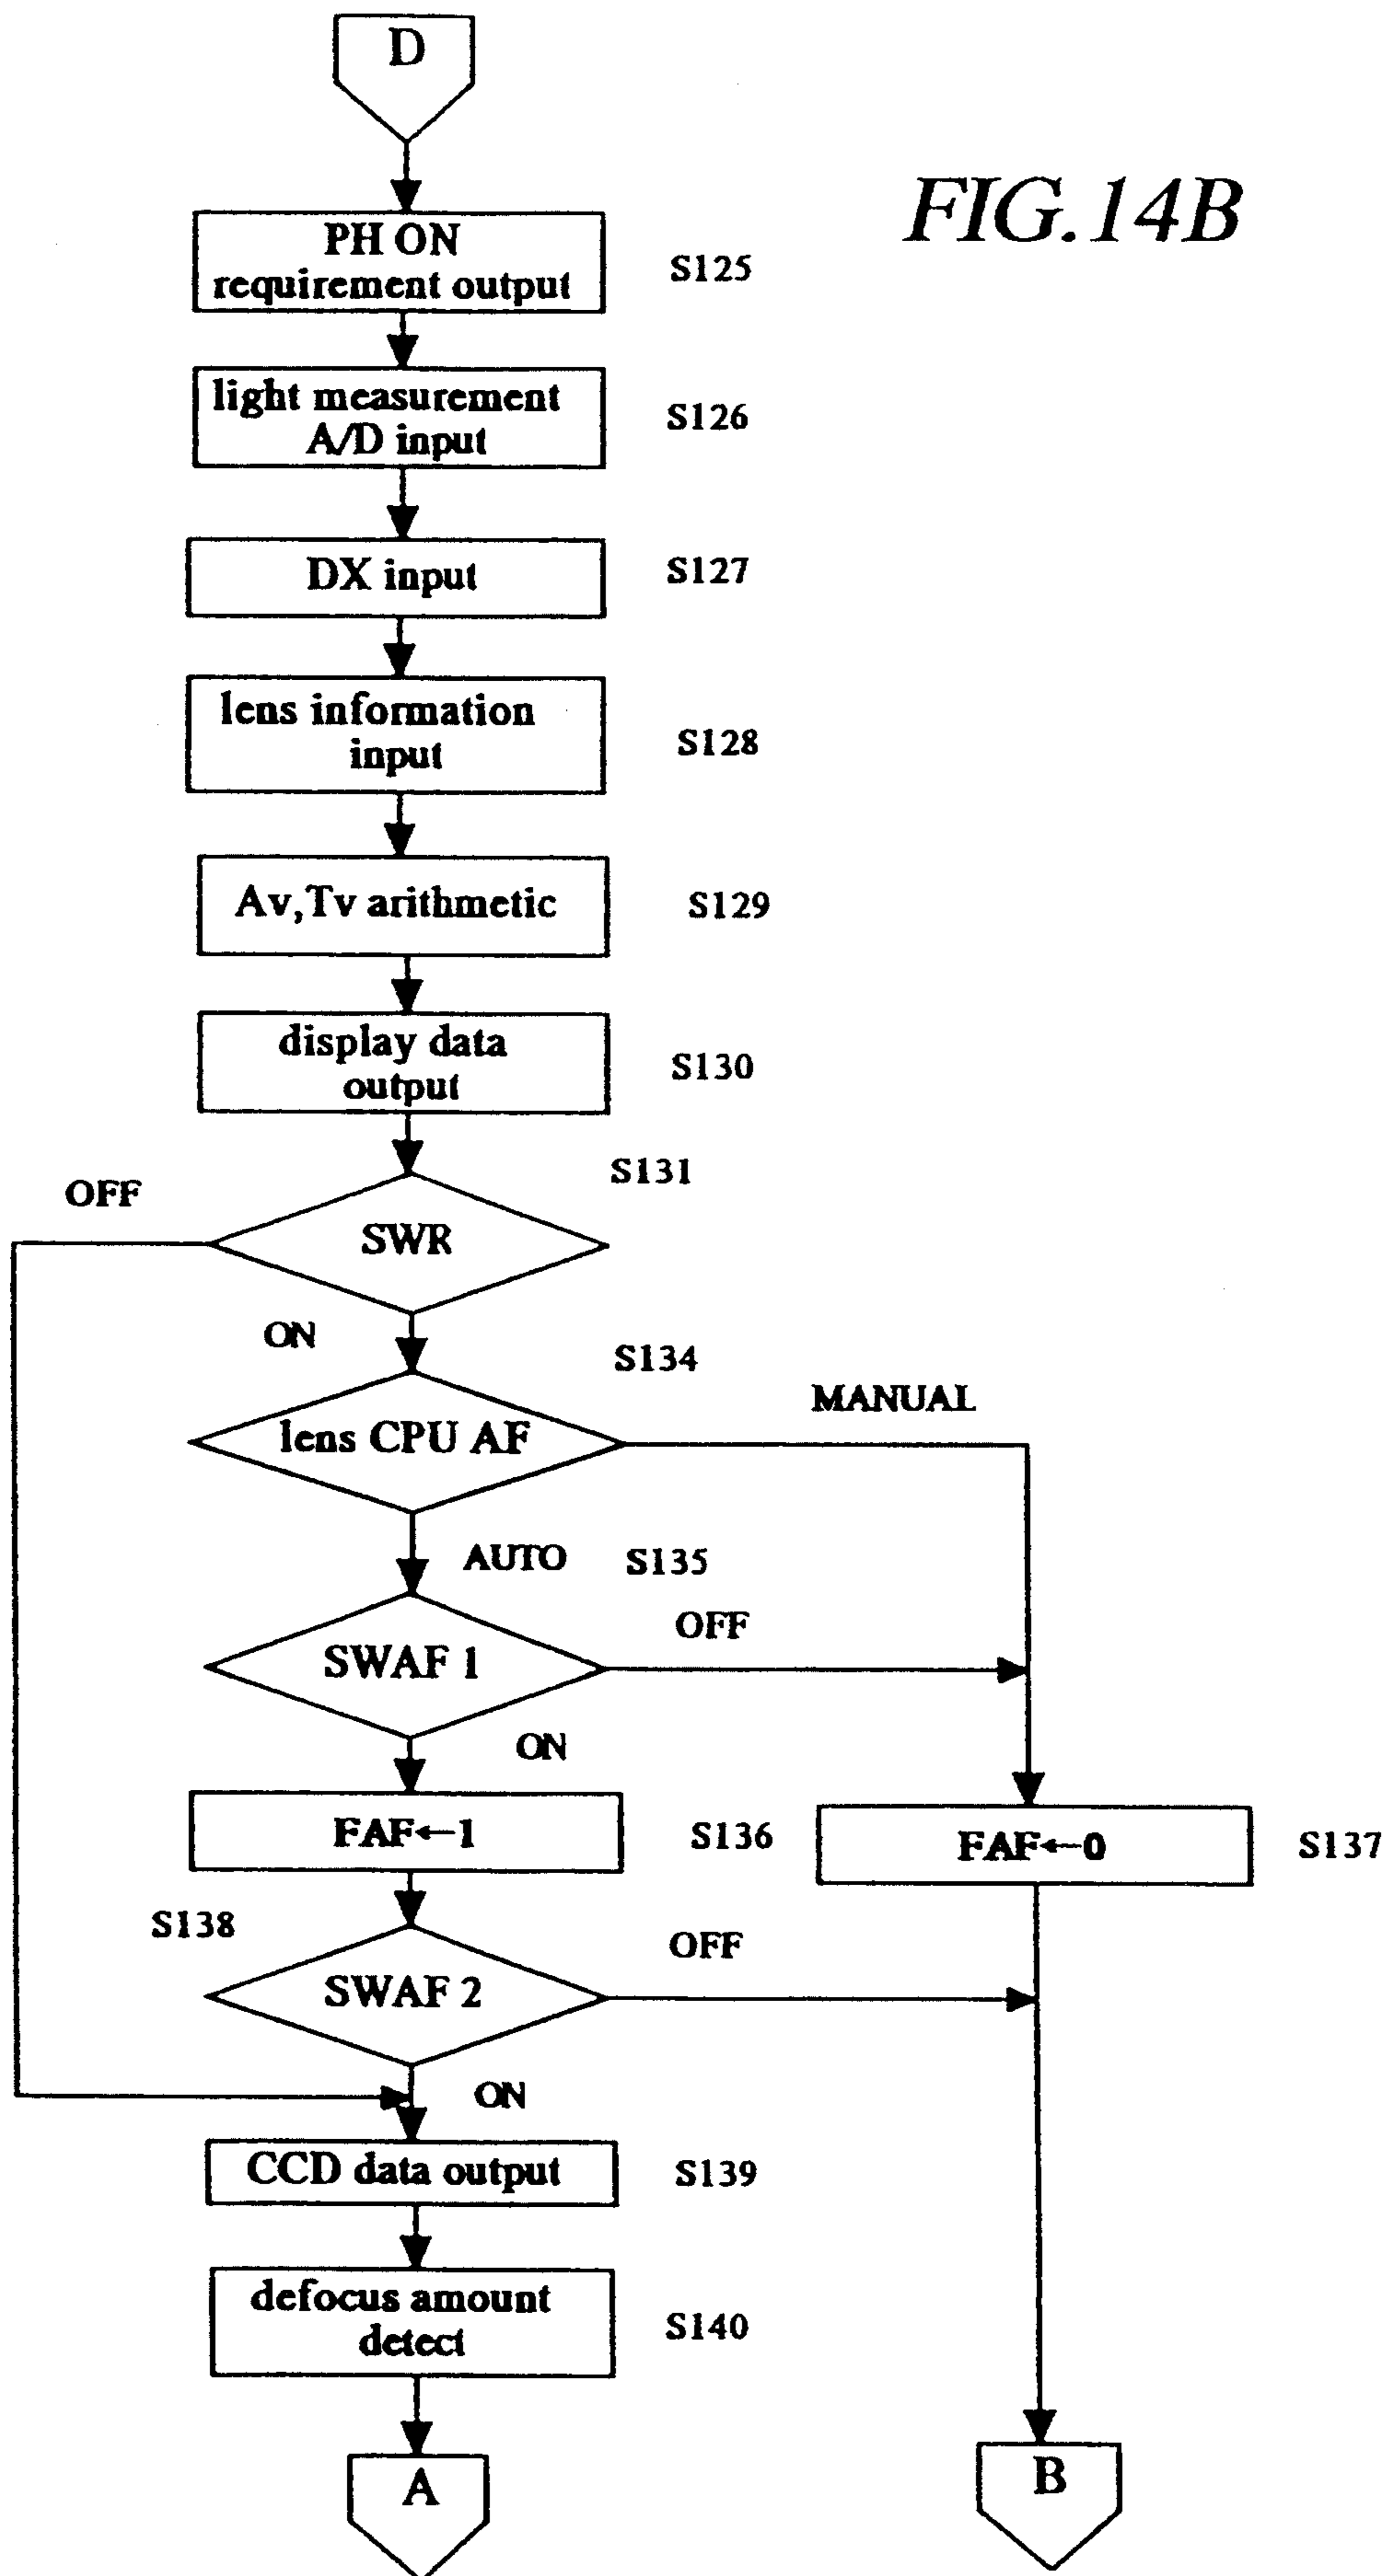 D
FIG.14B
PH ON
requirement output
S125
light measurement
A/D input
S126
DX input
S127
lens information
input
S128
Av,Tv arithmetic
S129
display data
output
S130
S131
OFF
SWR
ON
S134
MANUAL
lens CPU AF
AUTO
S135
OFF
SWAF 1
ON
FAF←1
S136
FAF←0
S137
S138
OFF
SWAF 2
ON
CCD data output
S139
defocus amount
detect
S140
A
B